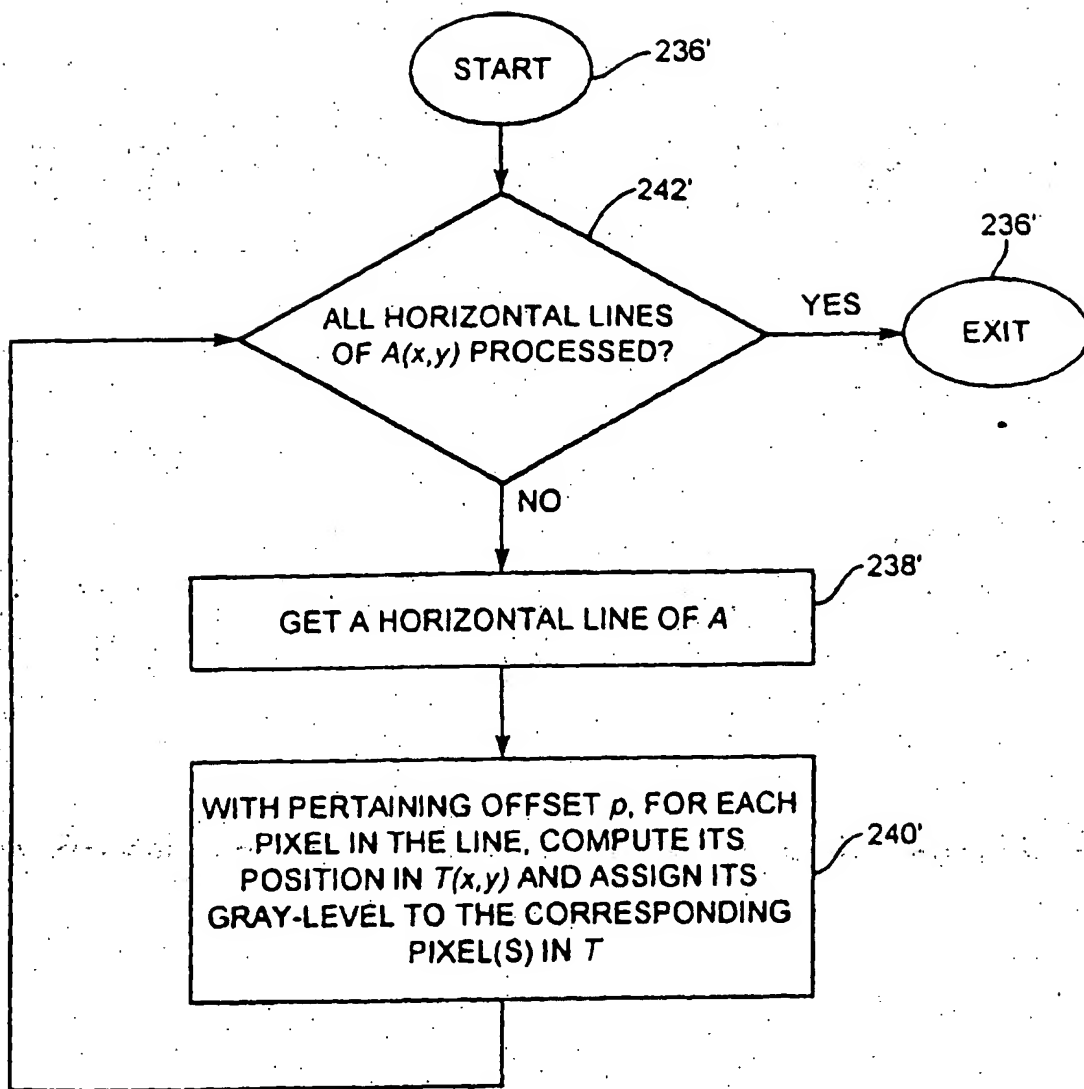 START
236'
242'
236'
ALL HORIZONTAL LINES
OF A(x,y) PROCESSED?
YES
EXIT
NO
238'
GET A HORIZONTAL LINE OF A
WITH PERTAINING OFFSET p, FOR EACH
PIXEL IN THE LINE, COMPUTE ITS
POSITION IN T(x,y) AND ASSIGN ITS
GRAY-LEVEL TO THE CORRESPONDING
PIXEL(S) IN T
240'